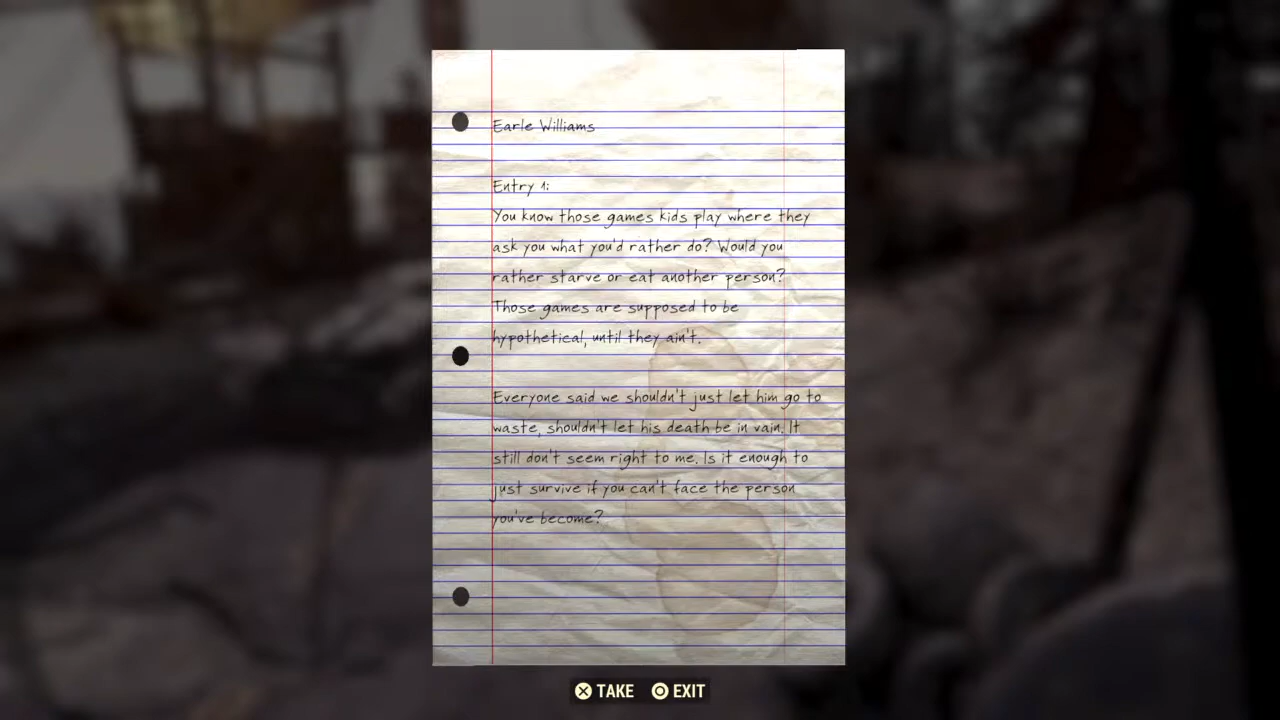 Earle Williams
Entry 1:
You know those games kids play where they
ask you what you'd rather do? Would you
rather starve or eat another person?
Those games are supposed to be
hypothetical, until they ain't.
Everyone said we shouldn't just let him go to
waste, shouldn't let his death be in vain. It
still don't seem right to me. Is it enough to
just survive if you can't face the person
you've become?
TAKE EXIT